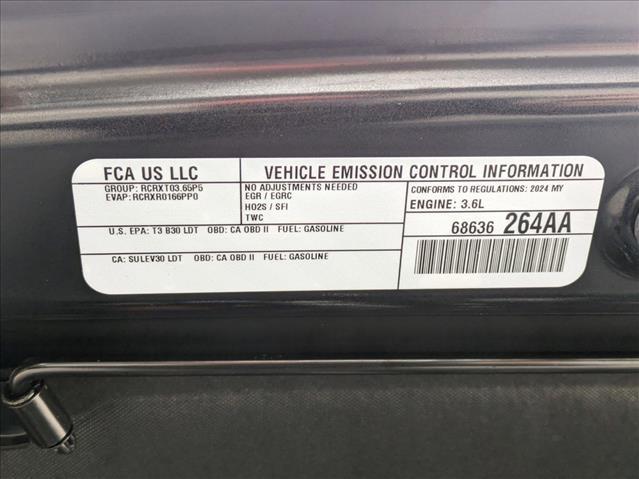 FCA US LLC
GROUP: RCRXT03.65P5
EVAP: RCRXR0166PP0
VEHICLE EMISSION CONTROL INFORMATION
NO ADJUSTMENTS NEEDED
EGR / EGRC
HO2S / SFI
TWC
CONFORMS TO REGULATIONS: 2024 MY
ENGINE: 3.6L
U.S. EPA: T3 B30 LDT OBD: CA OBD II FUEL: GASOLINE
CA: SULEV30 LDT OBD: CA OBD II FUEL: GASOLINE
68636 264AA